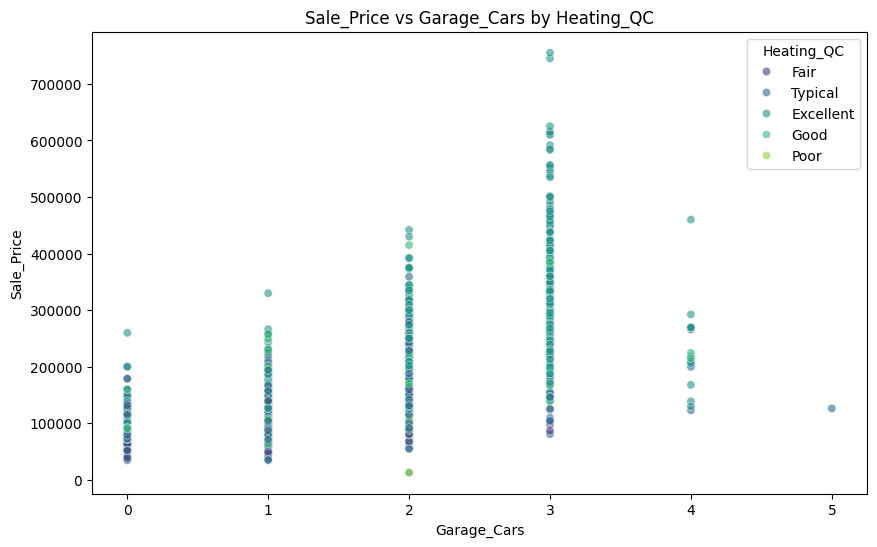 Sale_Price vs Garage_Cars by Heating_QC
Heating_QC
Fair
Typical
Excellent
Good
Poor
Sale_Price
700000
600000
500000
400000
300000
200000
100000
0
0 1 2 3 4 5
Garage_Cars